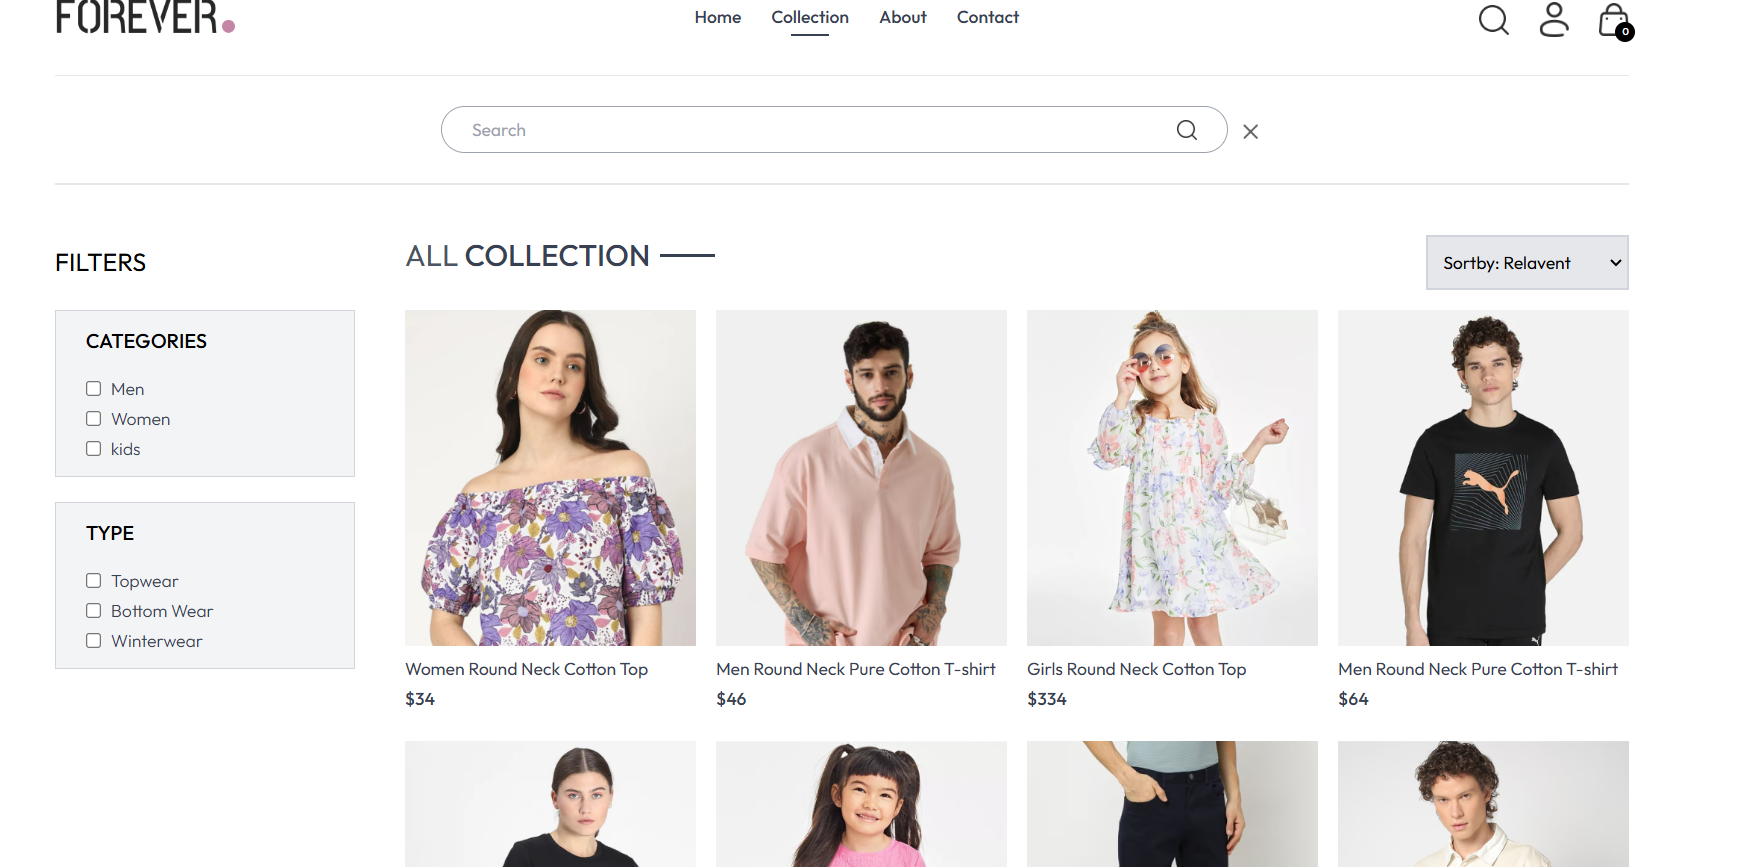 FOREVER.
Home Collection About Contact
0
Search
FILTERS
ALL COLLECTION
Sortby: Relavent
CATEGORIES
Men
Women
kids
TYPE
Topwear
Bottom Wear
Winterwear
Women Round Neck Cotton Top
$34
Men Round Neck Pure Cotton T-shirt
$46
Girls Round Neck Cotton Top
$334
Men Round Neck Pure Cotton T-shirt
$64